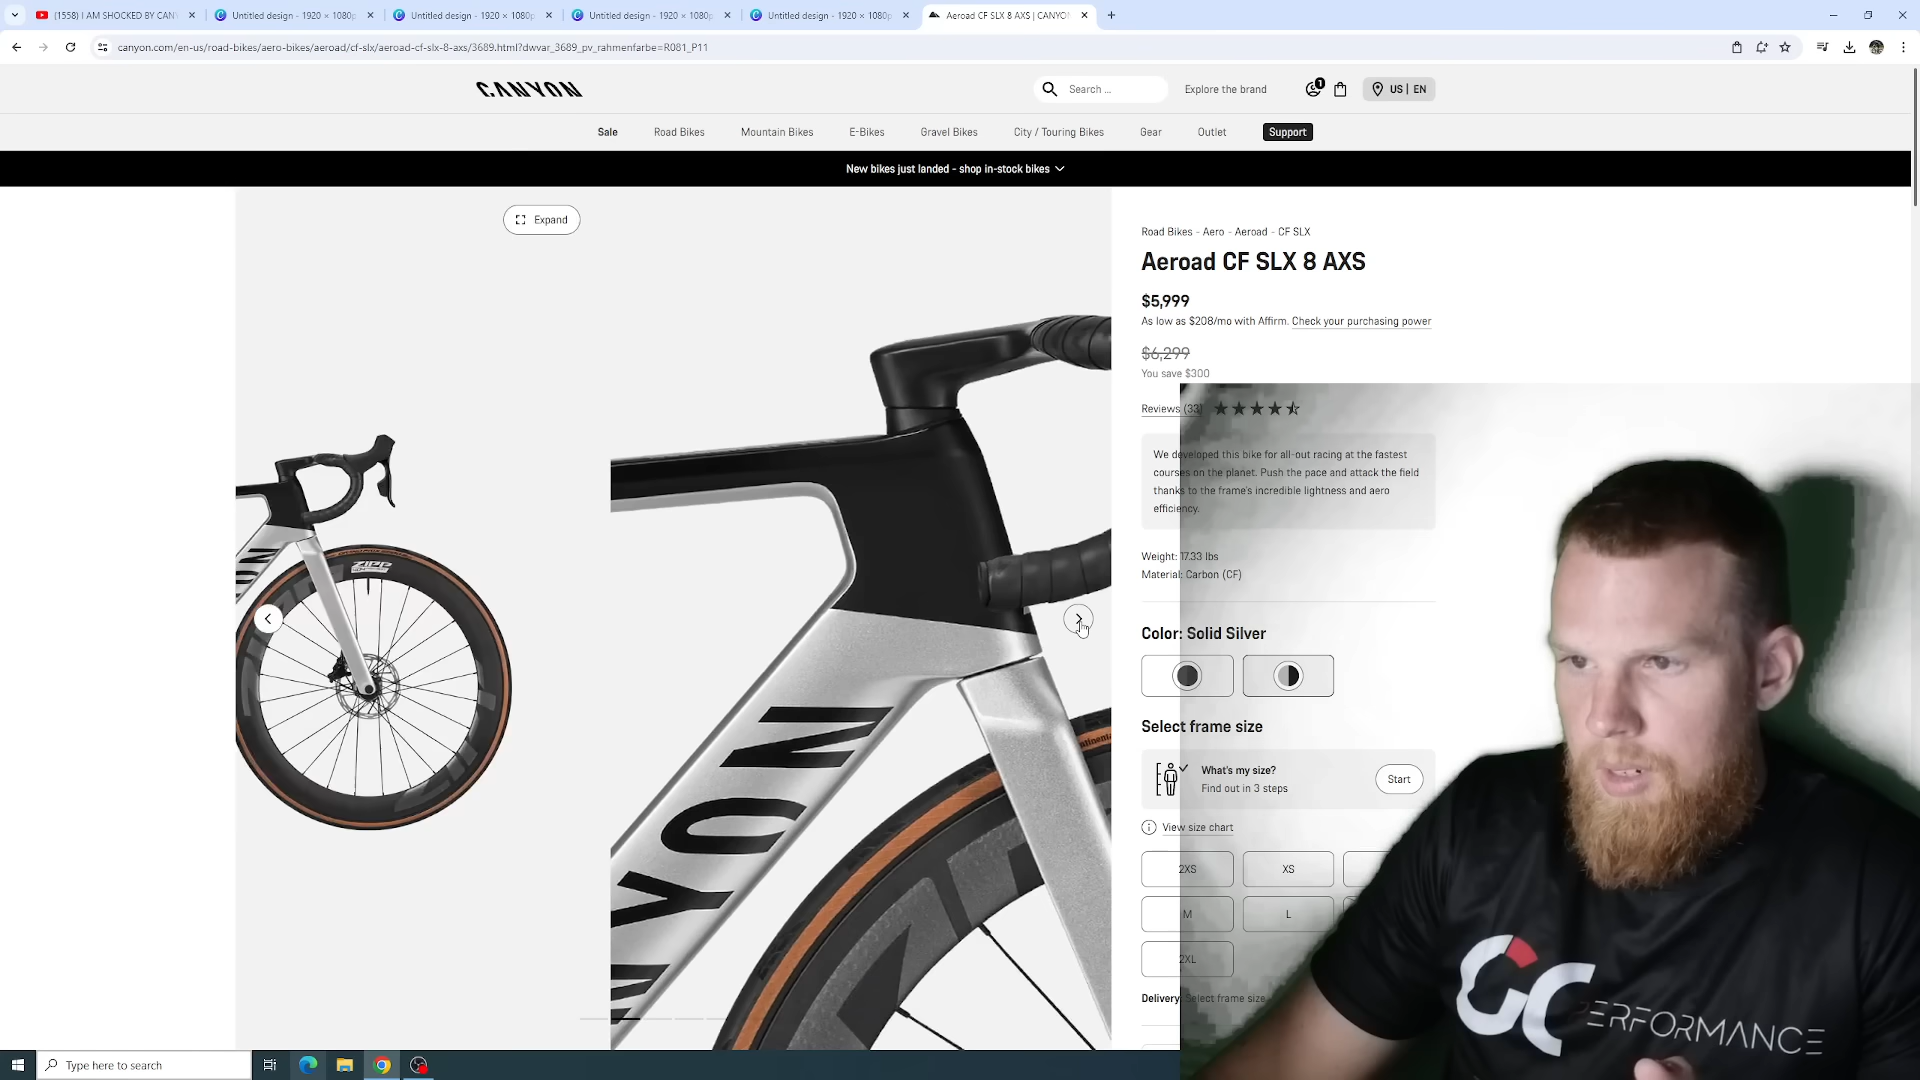 (1558) I AM SHOCKED BY CAN
Untitled design - 1920 × 1080p
Untitled design - 1920 × 1080p
Untitled design - 1920 × 1080p
Untitled design - 1920 × 1080p
Aeroad CF SLX 8 AXS | CANYON
canyon.com/en-us/road-bikes/aero-bikes/aeroad/cf-slx/aeroad-cf-slx-8-axs/3689.html?dwvar_3689_pv_rahmenfarbe=R081_P11
CANYON
Search ...
Explore the brand
1
US | EN
Sale
Road Bikes
Mountain Bikes
E-Bikes
Gravel Bikes
City / Touring Bikes
Gear
Outlet
Support
New bikes just landed - shop in-stock bikes
Expand
Road Bikes - Aero - Aeroad - CF SLX
Aeroad CF SLX 8 AXS
$5,999
As low as $208/mo with Affirm. Check your purchasing power
$6,299
You save $300
Reviews (33)
We developed this bike for all-out racing at the fastest
courses on the planet. Push the pace and attack the field
thanks to the frame's incredible lightness and aero
efficiency.
Weight: 17.33 lbs
Material: Carbon (CF)
Color: Solid Silver
Select frame size
What's my size?
Find out in 3 steps
Start
View size chart
2XS
XS
M
L
2XL
Delivery: Select frame size
ZIPP
ON
NYON
GC PERFORMANCE
Type here to search